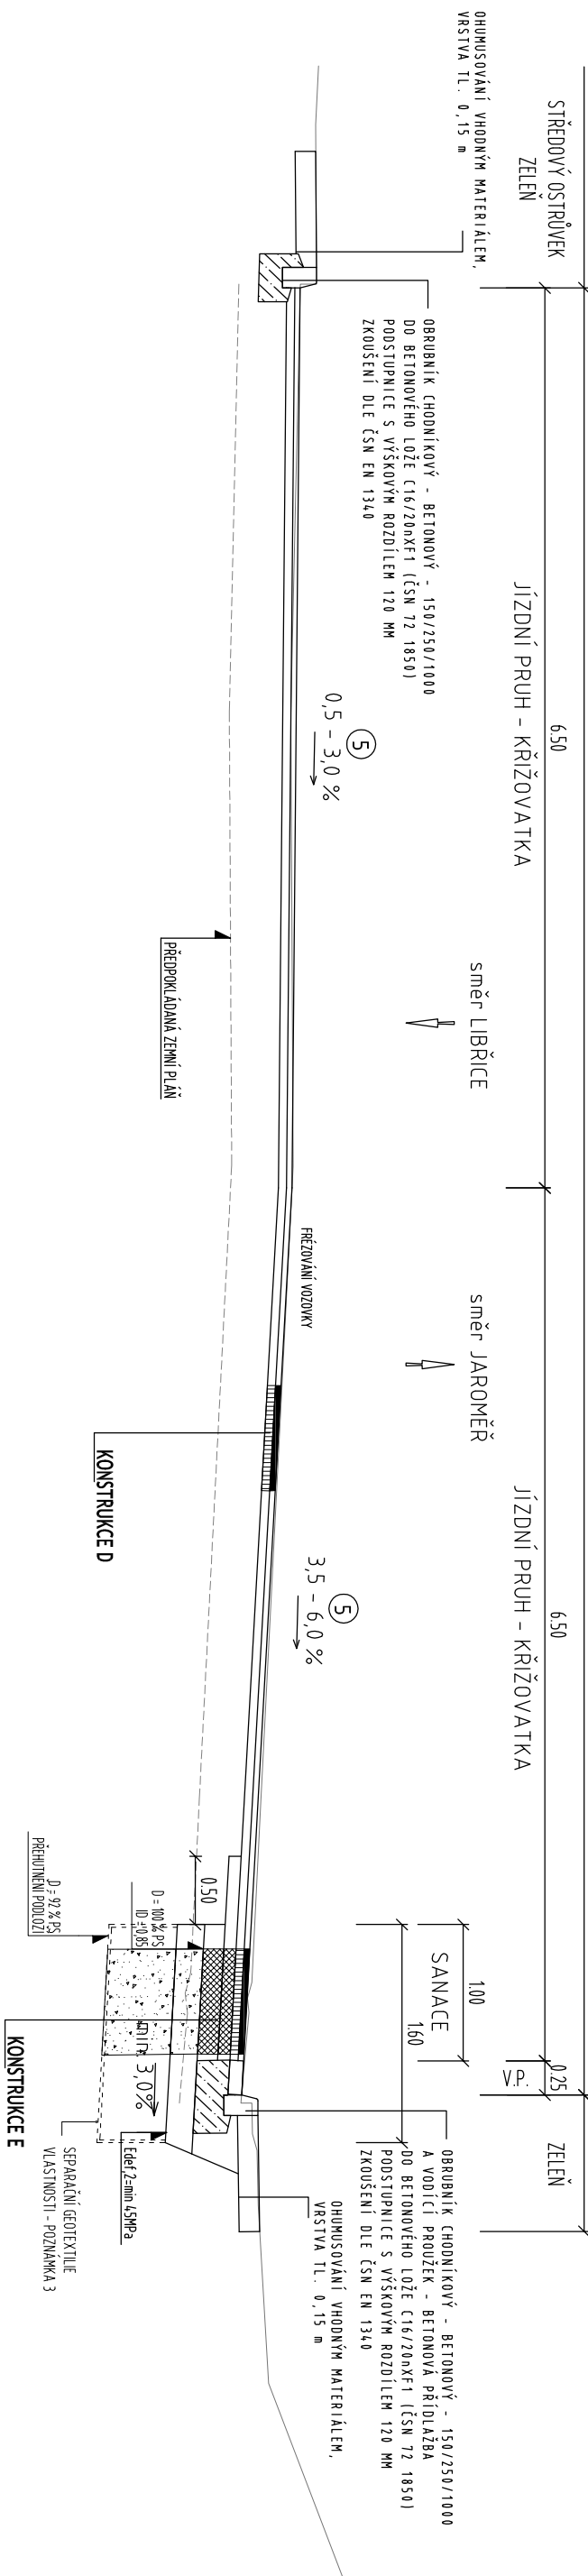 STŘEDOVÝ OSTRŮVEK
ZELEŇ
OHUMUSOVÁNÍ VHODNÝM MATERIÁLEM,
VRSTVA TL. 0,15 m
6.50
JÍZDNÍ PRUH - KŘIŽOVATKA
OBRUBNÍK CHODNÍKOVÝ - BETONOVÝ - 150/250/1000
DO BETONOVÉHO LOŽE C16/20nXF1 (ČSN 72 1850)
PODSTUPNICE S VÝŠKOVÝM ROZDÍLEM 120 MM
ZKOUŠENÍ DLE ČSN EN 1340
5
0,5 - 3,0 %
směr LIBŘICE
PŘEDPOKLÁDANÁ ZEMNÍ PLÁŇ
6.50
JÍZDNÍ PRUH - KŘIŽOVATKA
směr JAROMĚŘ
FRÉZOVÁNÍ VOZOVKY
KONSTRUKCE D
5
3,5 - 6,0 %
1.00
SANACE
1.60
0.50
0.25
V.P.
ZELEŇ
OBRUBNÍK CHODNÍKOVÝ - BETONOVÝ - 150/250/1000
A VODÍCÍ PROUŽEK - BETONOVÁ PŘÍDLAŽBA
DO BETONOVÉHO LOŽE C16/20nXF1 (ČSN 72 1850)
PODSTUPNICE S VÝŠKOVÝM ROZDÍLEM 120 MM
ZKOUŠENÍ DLE ČSN EN 1340
OHUMUSOVÁNÍ VHODNÝM MATERIÁLEM,
VRSTVA TL. 0,15 m
D = 100 % PS
ID = 0,85
D = 92 % PS
PŘEHUTNĚNÍ PODLOŽÍ
min. 3,0%
Edef,2=min 45MPa
SEPARAČNÍ GEOTEXTILIE
VLASTNOSTI - POZNÁMKA 3
KONSTRUKCE E